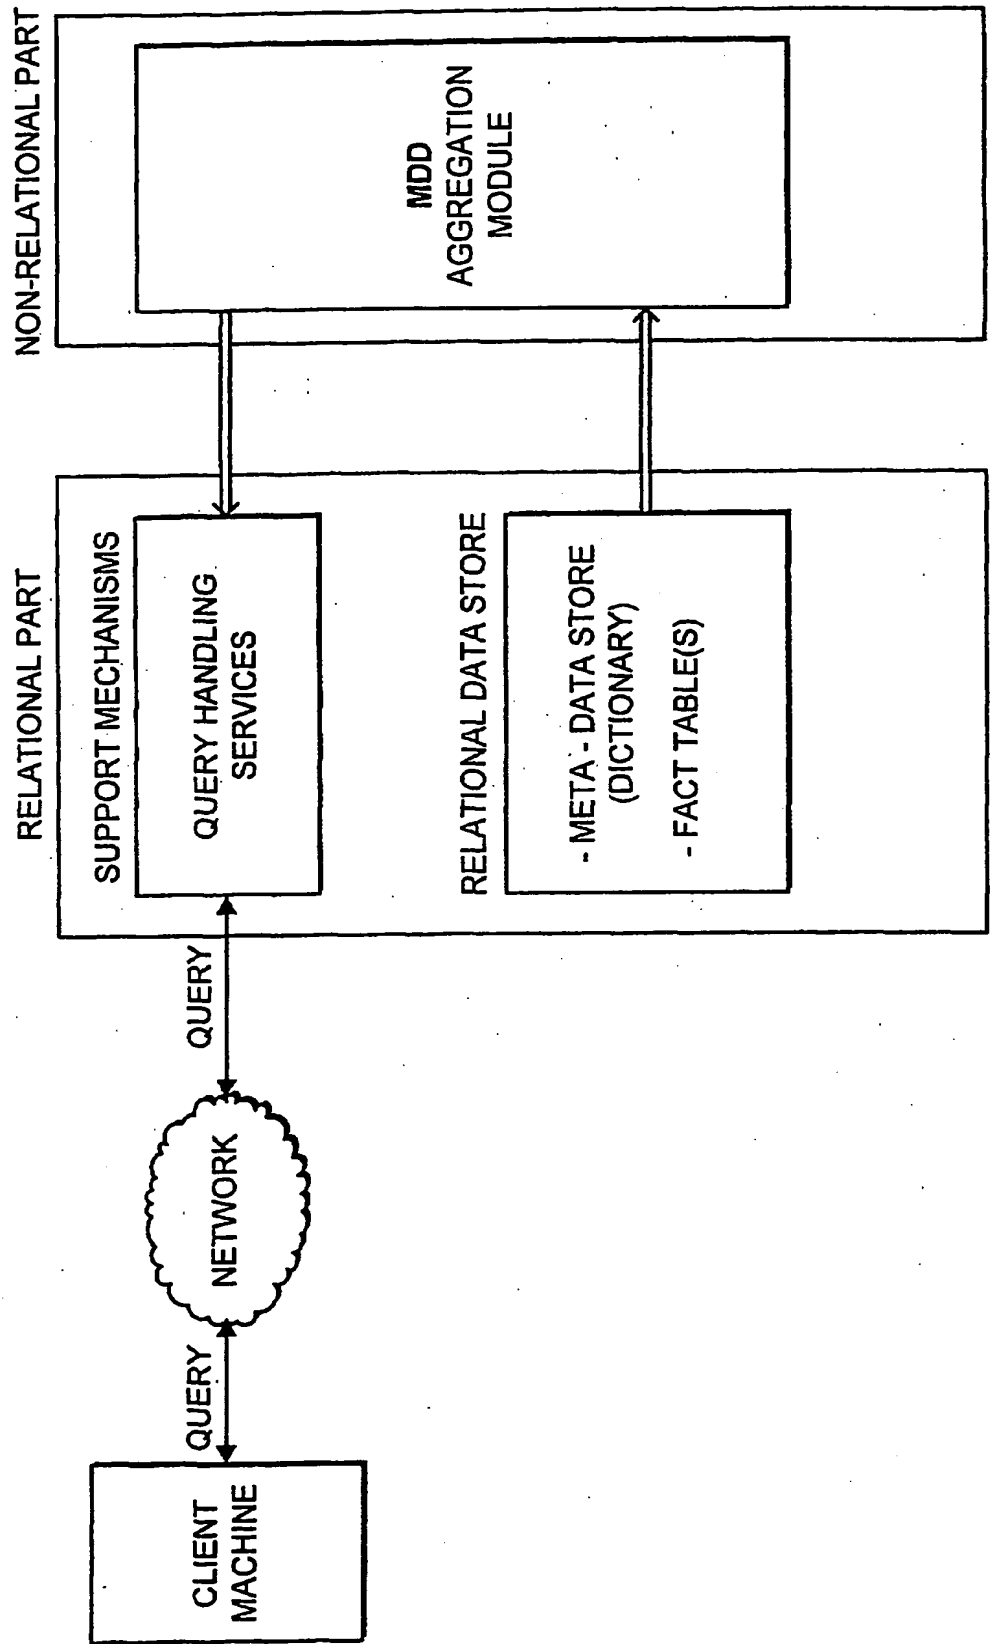 CLIENT
MACHINE
QUERY
NETWORK
QUERY
RELATIONAL PART
SUPPORT MECHANISMS
QUERY HANDLING
SERVICES
RELATIONAL DATA STORE
- META - DATA STORE
(DICTIONARY)
- FACT TABLE(S)
NON-RELATIONAL PART
MDD
AGGREGATION
MODULE